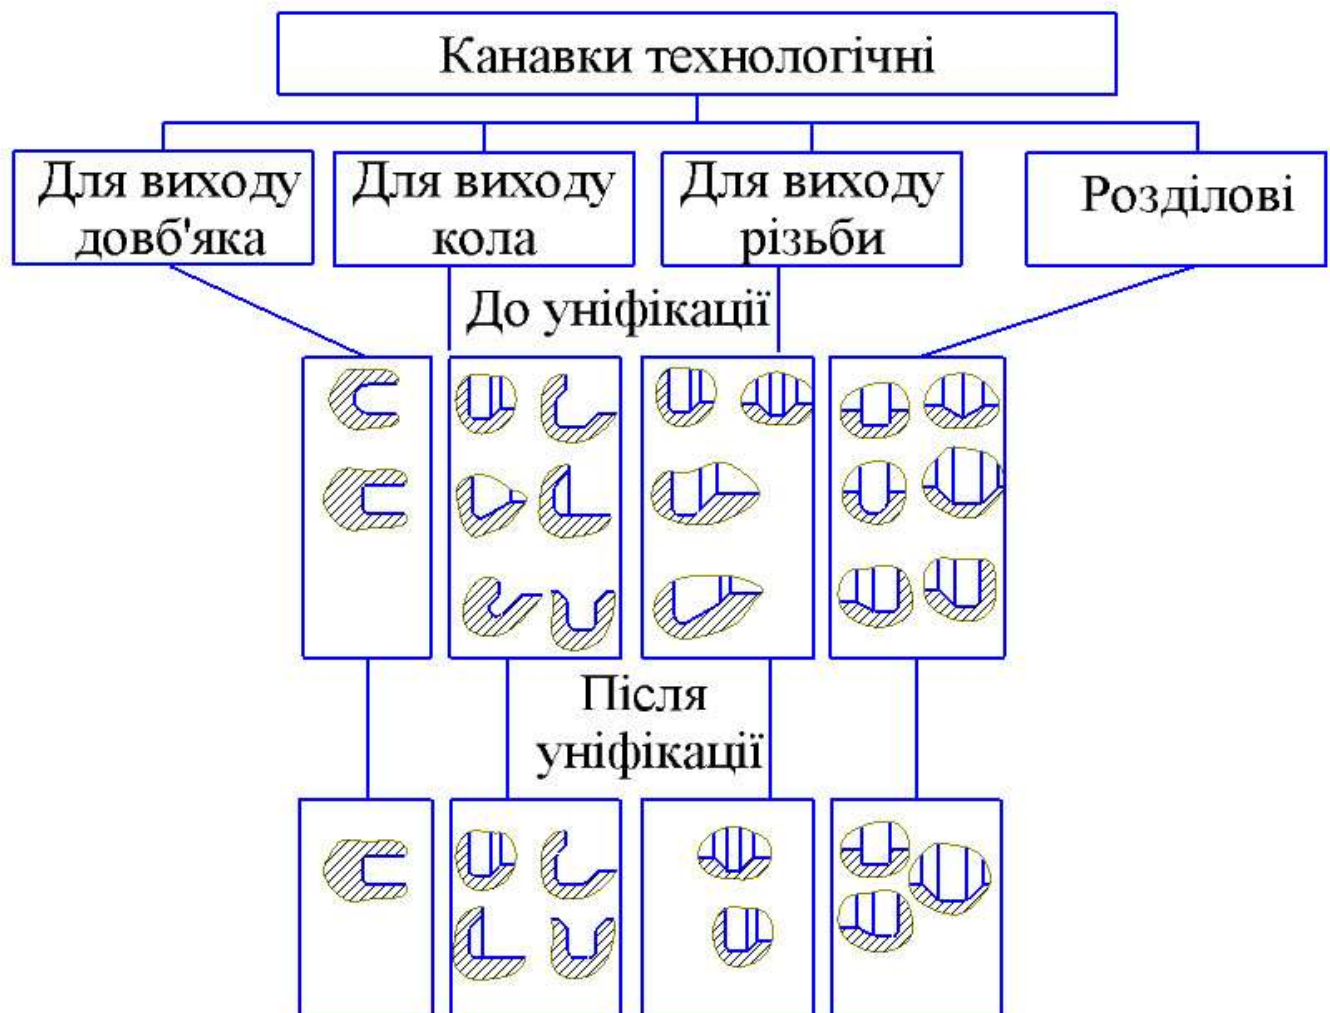 Канавки технологічні
Для виходу
довб'яка
Для виходу
кола
Для виходу
різьби
Розділові
До уніфікації
Після
уніфікації